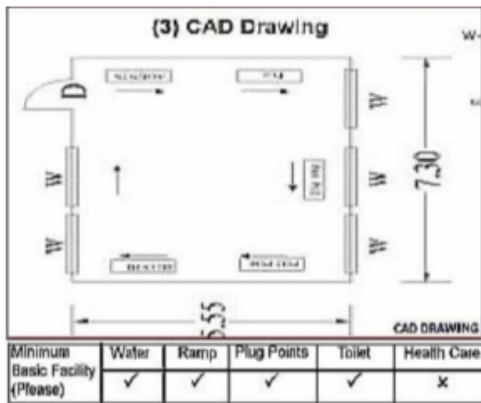 (3) CAD Drawing
W-
D
W
W
W
W
W
7.30
5.55
CAD DRAWING
Minimum Basic Facility (Please)
Water Ramp Plug Points Toilet Health Care
✓ ✓ ✓ ✓ x